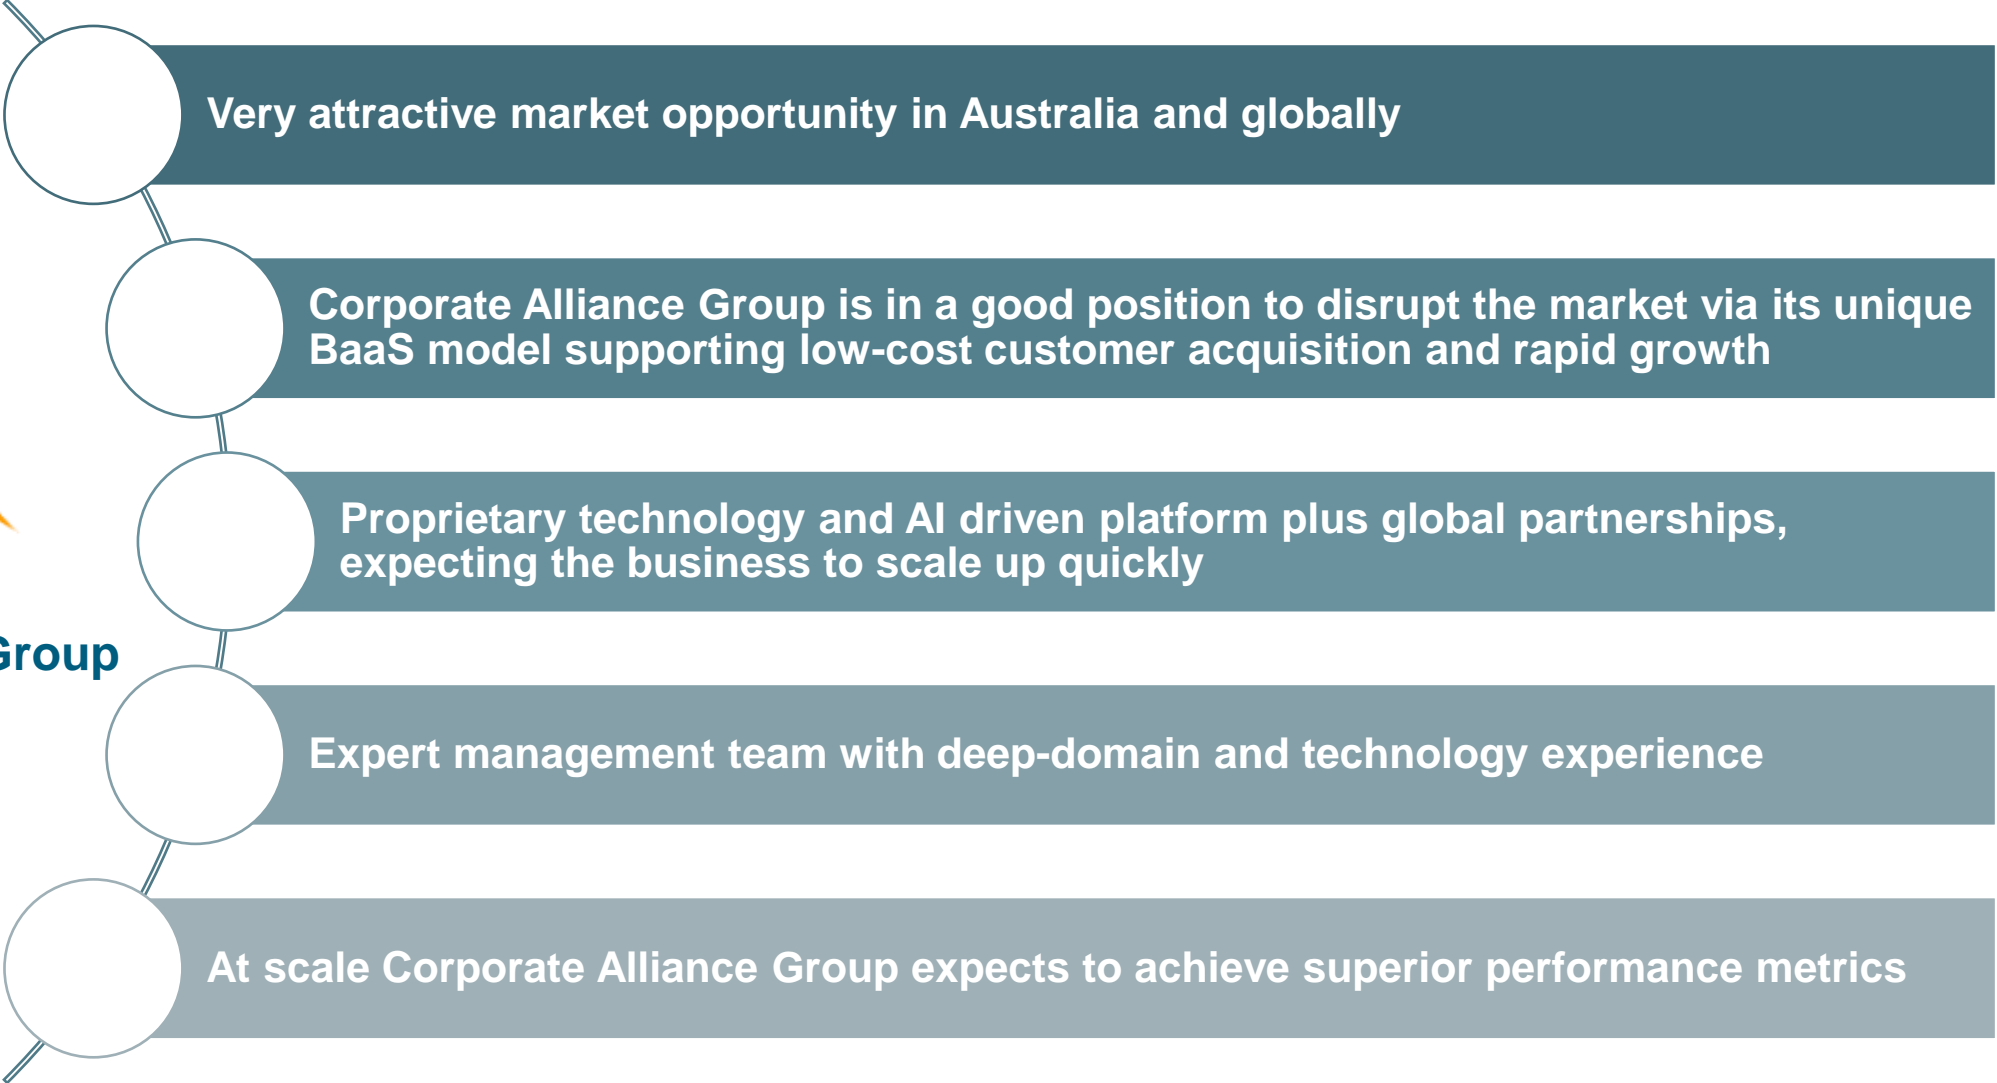 Very attractive market opportunity in Australia and globally
Corporate Alliance Group is in a good position to disrupt the market via its unique
BaaS model supporting low-cost customer acquisition and rapid growth
Proprietary technology and AI driven platform plus global partnerships,
expecting the business to scale up quickly
Group
Expert management team with deep-domain and technology experience
At scale Corporate Alliance Group expects to achieve superior performance metrics